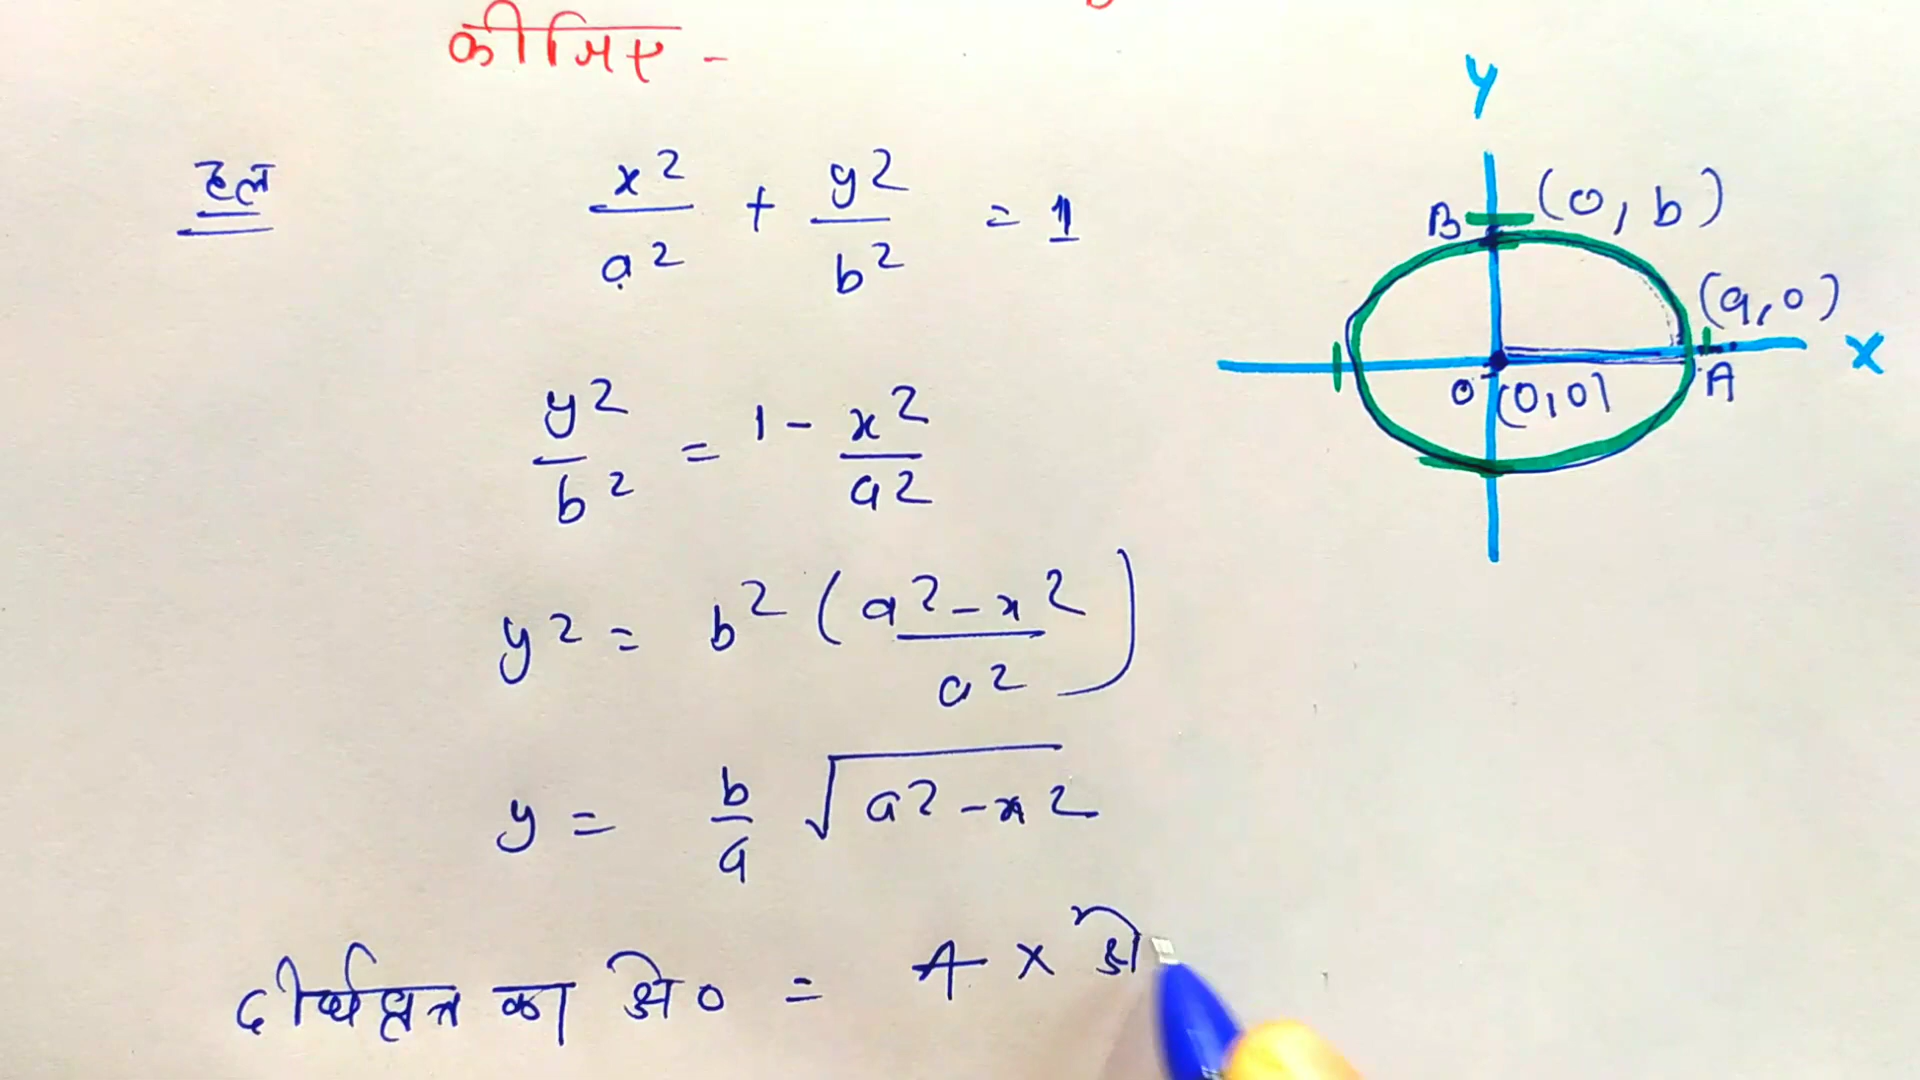 कीजिए -
हल
x²/a² + y²/b² = 1
y²/b² = 1 - x²/a²
y² = b² (a² - x²/a²)
y = b/a √a² - x²
दीर्घवृत्त का क्षे० = 4 × क्षे
Y
B (0, b)
(a, 0)
X
O (0, 0)
A